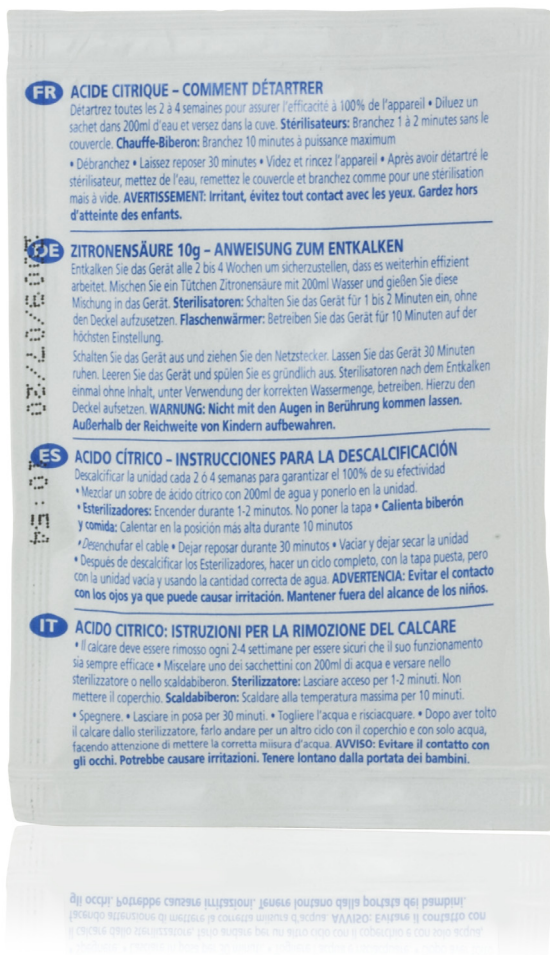 FR ACIDE CITRIQUE – COMMENT DÉTARTRER
Détartrez toutes les 2 à 4 semaines pour assurer l'efficacité à 100% de l'appareil • Diluez un
sachet dans 200ml d'eau et versez dans la cuve. Stérilisateurs: Branchez 1 à 2 minutes sans le
couvercle. Chauffe-Biberon: Branchez 10 minutes à puissance maximum
• Débranchez • Laissez reposer 30 minutes • Videz et rincez l'appareil • Après avoir détartré le
stérilisateur, mettez de l'eau, remettez le couvercle et branchez comme pour une stérilisation
mais à vide. AVERTISSEMENT: Irritant, évitez tout contact avec les yeux. Gardez hors
d'atteinte des enfants.
DE ZITRONENSÄURE 10g – ANWEISUNG ZUM ENTKALKEN
Entkalken Sie das Gerät alle 2 bis 4 Wochen um sicherzustellen, dass es weiterhin effizient
arbeitet. Mischen Sie ein Tütchen Zitronensäure mit 200ml Wasser und gießen Sie diese
Mischung in das Gerät. Sterilisatoren: Schalten Sie das Gerät für 1 bis 2 Minuten ein, ohne
den Deckel aufzusetzen. Flaschenwärmer: Betreiben Sie das Gerät für 10 Minuten auf der
höchsten Einstellung.
Schalten Sie das Gerät aus und ziehen Sie den Netzstecker. Lassen Sie das Gerät 30 Minuten
ruhen. Leeren Sie das Gerät und spülen Sie es gründlich aus. Sterilisatoren nach dem Entkalken
einmal ohne Inhalt, unter Verwendung der korrekten Wassermenge, betreiben. Hierzu den
Deckel aufsetzen. WARNUNG: Nicht mit den Augen in Berührung kommen lassen.
Außerhalb der Reichweite von Kindern aufbewahren.
ES ACIDO CÍTRICO – INSTRUCCIONES PARA LA DESCALCIFICACIÓN
Descalcificar la unidad cada 2 ó 4 semanas para garantizar el 100% de su efectividad
• Mezclar un sobre de ácido cítrico con 200ml de agua y ponerlo en la unidad.
• Esterilizadores: Encender durante 1-2 minutos. No poner la tapa • Calienta biberón
y comida: Calentar en la posición más alta durante 10 minutos
• Desenchufar el cable • Dejar reposar durante 30 minutos • Vaciar y dejar secar la unidad
• Después de descalcificar los Esterilizadores, hacer un ciclo completo, con la tapa puesta, pero
con la unidad vacia y usando la cantidad correcta de agua. ADVERTENCIA: Evitar el contacto
con los ojos ya que puede causar irritación. Mantener fuera del alcance de los niños.
IT ACIDO CITRICO: ISTRUZIONI PER LA RIMOZIONE DEL CALCARE
• Il calcare deve essere rimosso ogni 2-4 settimane per essere sicuri che il suo funzionamento
sia sempre efficace • Miscelare uno dei sacchettini con 200ml di acqua e versare nello
sterilizzatore o nello scaldabiberon. Sterilizzatore: Lasciare acceso per 1-2 minuti. Non
mettere il coperchio. Scaldabiberon: Scaldare alla temperatura massima per 10 minuti.
• Spegnere. • Lasciare in posa per 30 minuti. • Togliere l'acqua e risciacquare. • Dopo aver tolto
il calcare dallo sterilizzatore, farlo andare per un altro ciclo con il coperchio e con solo acqua,
facendo attenzione di mettere la corretta miisura d'acqua. AVVISO: Evitare il contatto con
gli occhi. Potrebbe causare irritazioni. Tenere lontano dalla portata dei bambini.